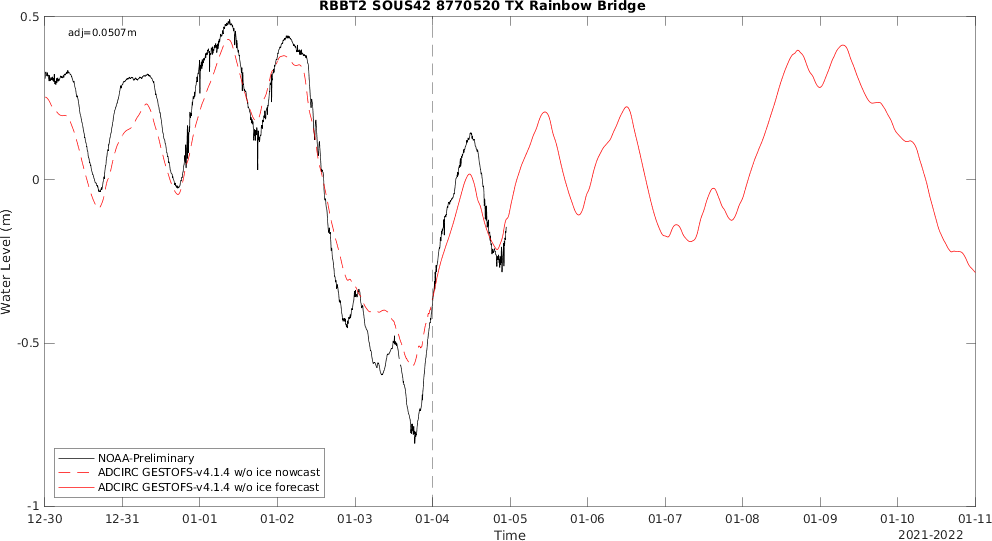 RBBT2 SOUS42 8770520 TX Rainbow Bridge
adj=0.0507m
0.5
0
-0.5
-1
Water Level (m)
NOAA-Preliminary
ADCIRC GESTOFS-v4.1.4 w/o ice nowcast
ADCIRC GESTOFS-v4.1.4 w/o ice forecast
12-30 12-31 01-01 01-02 01-03 01-04 01-05 01-06 01-07 01-08 01-09 01-10 01-11
Time
2021-2022